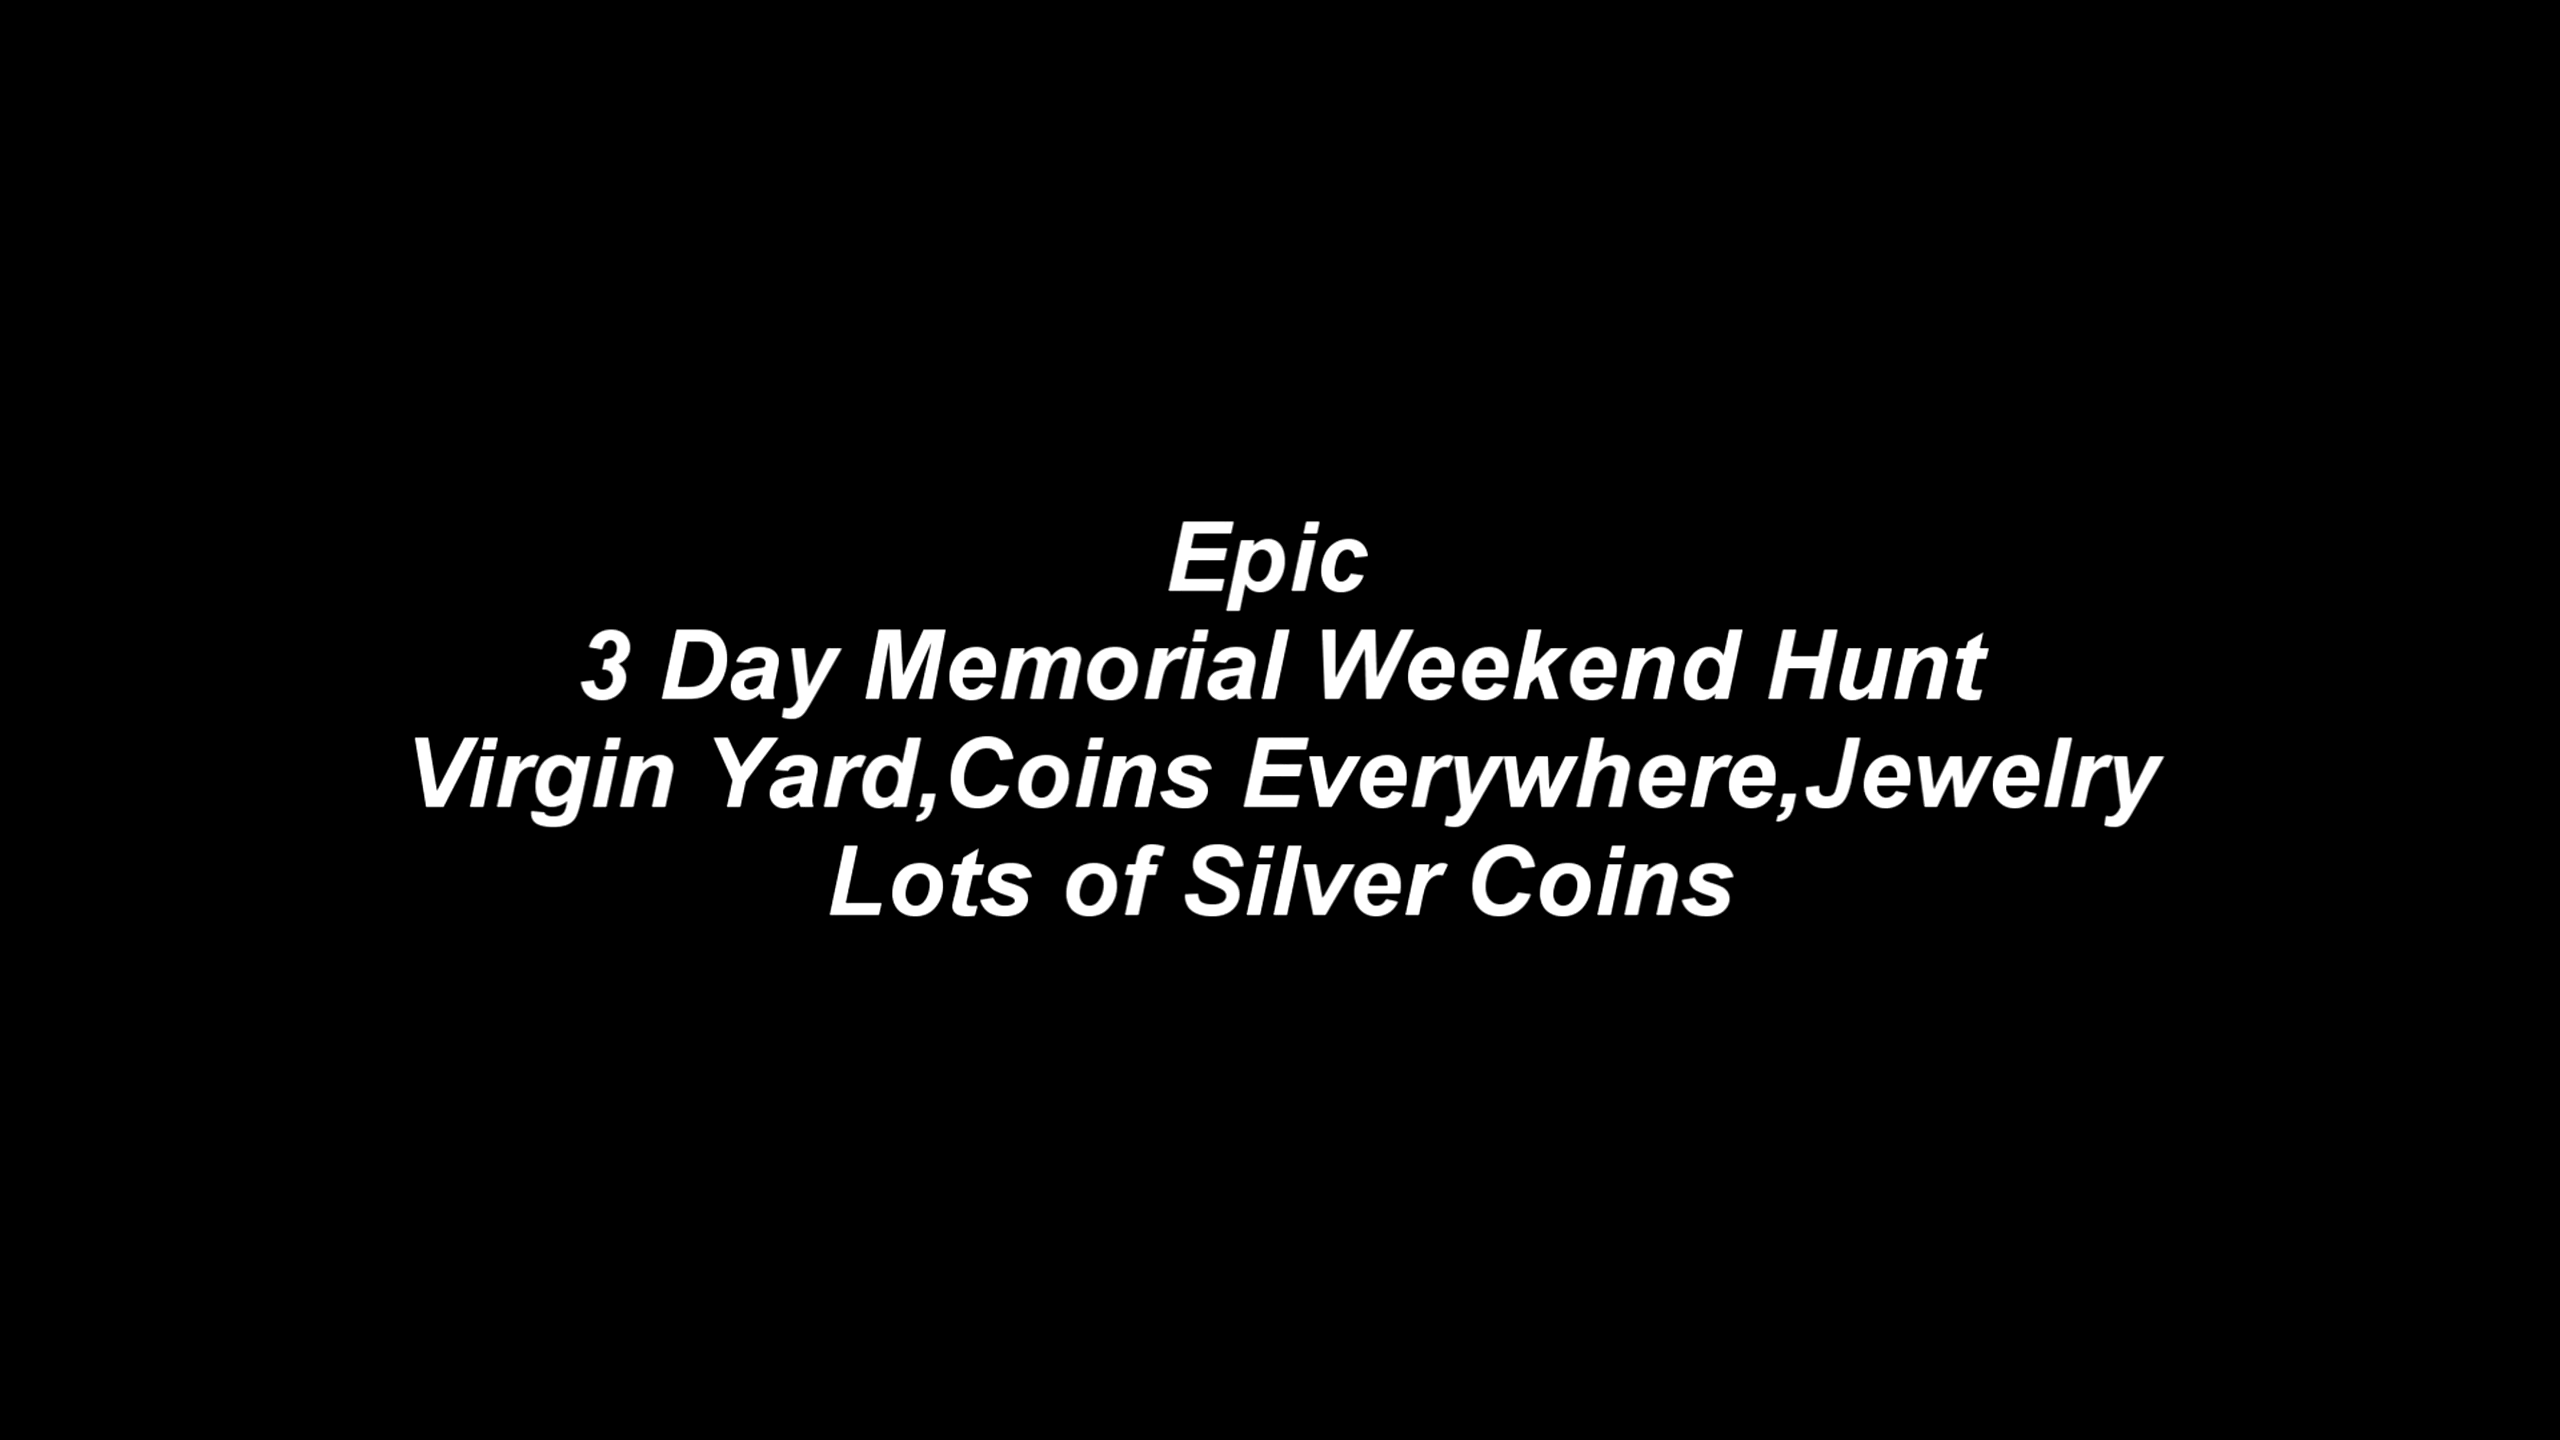 Epic
3 Day Memorial Weekend Hunt
Virgin Yard,Coins Everywhere,Jewelry
Lots of Silver Coins